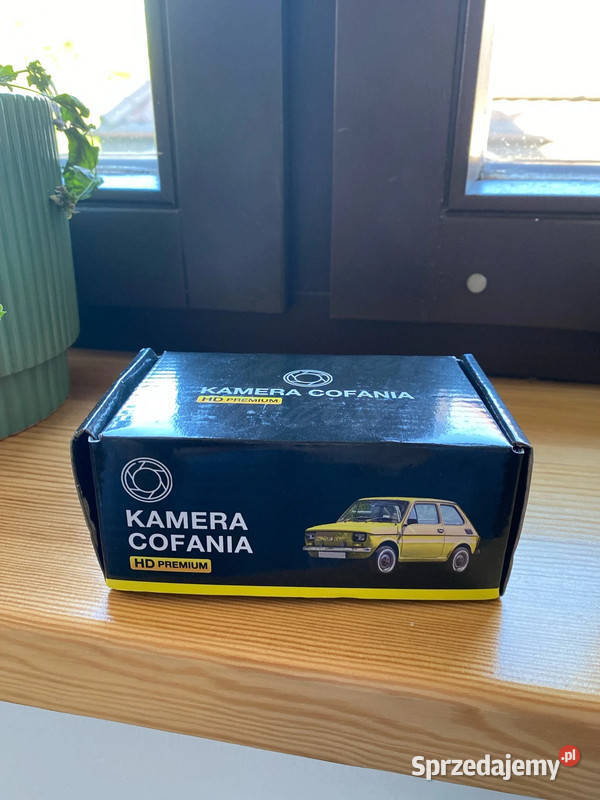 KAMERA COFANIA
HD PREMIUM
KAMERA
COFANIA
HD PREMIUM
Sprzedajemy.pl